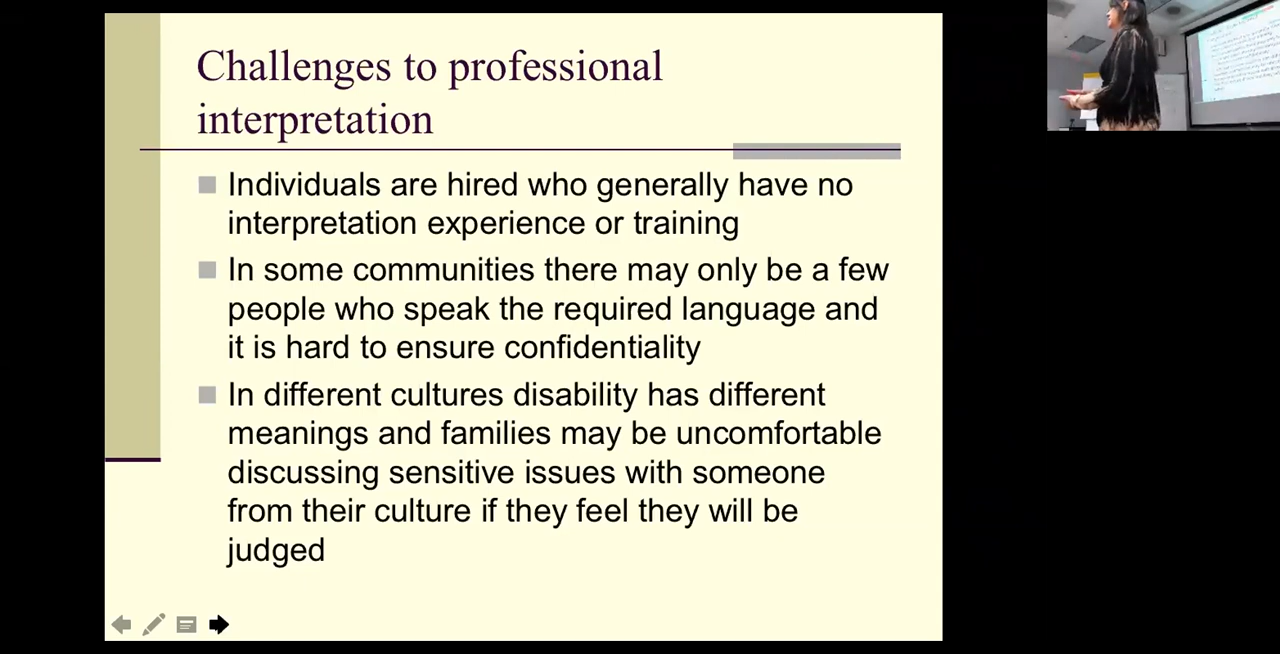 Challenges to professional
interpretation
Individuals are hired who generally have no
interpretation experience or training
In some communities there may only be a few
people who speak the required language and
it is hard to ensure confidentiality
In different cultures disability has different
meanings and families may be uncomfortable
discussing sensitive issues with someone
from their culture if they feel they will be
judged